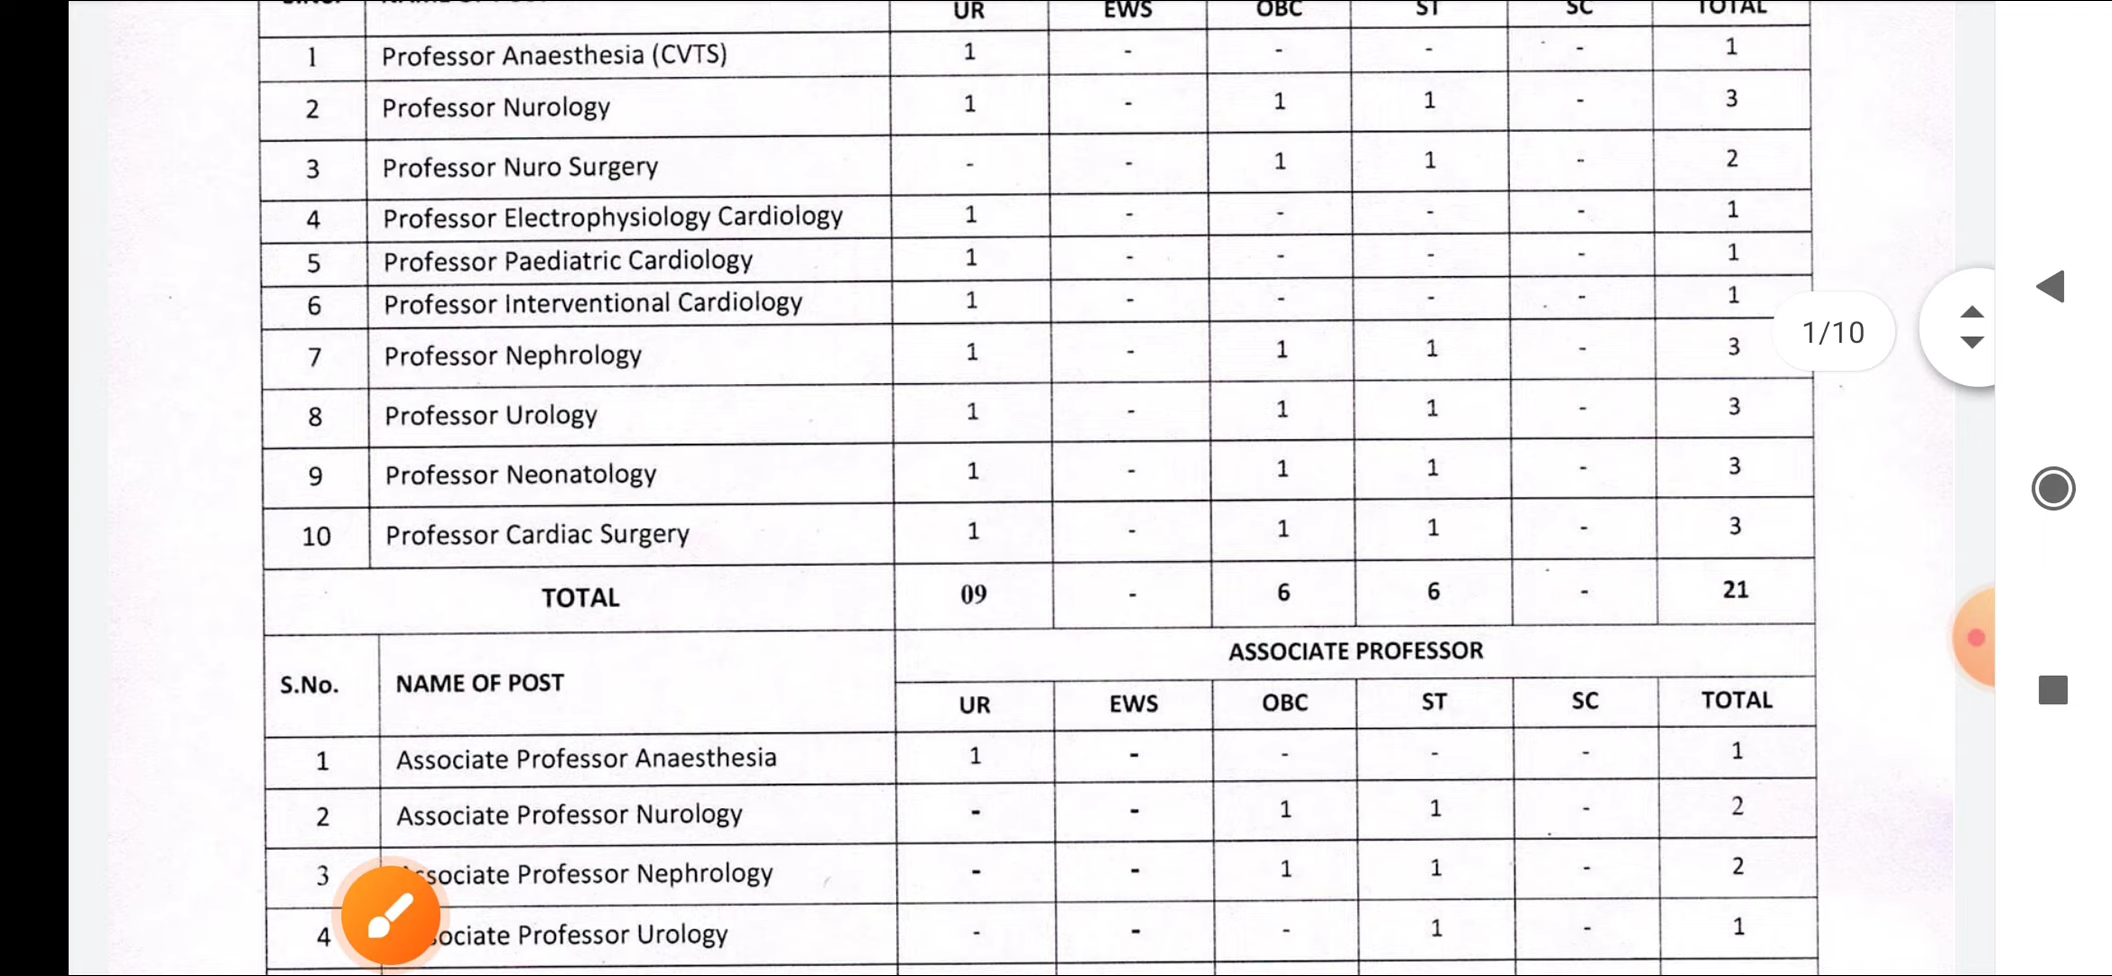 S.No. NAME OF POST UR EWS OBC ST SC TOTAL
1 Professor Anaesthesia (CVTS) 1 - - - - 1
2 Professor Nurology 1 - 1 1 - 3
3 Professor Nuro Surgery - - 1 1 - 2
4 Professor Electrophysiology Cardiology 1 - - - - 1
5 Professor Paediatric Cardiology 1 - - - - 1
6 Professor Interventional Cardiology 1 - - - - 1
7 Professor Nephrology 1 - 1 1 - 3
1/10
8 Professor Urology 1 - 1 1 - 3
9 Professor Neonatology 1 - 1 1 - 3
10 Professor Cardiac Surgery 1 - 1 1 - 3
TOTAL 09 - 6 6 - 21
ASSOCIATE PROFESSOR
S.No. NAME OF POST
UR EWS OBC ST SC TOTAL
1 Associate Professor Anaesthesia 1 - - - - 1
2 Associate Professor Nurology - - 1 1 - 2
3 ssociate Professor Nephrology - - 1 1 - 2
4 ociate Professor Urology - - - 1 - 1